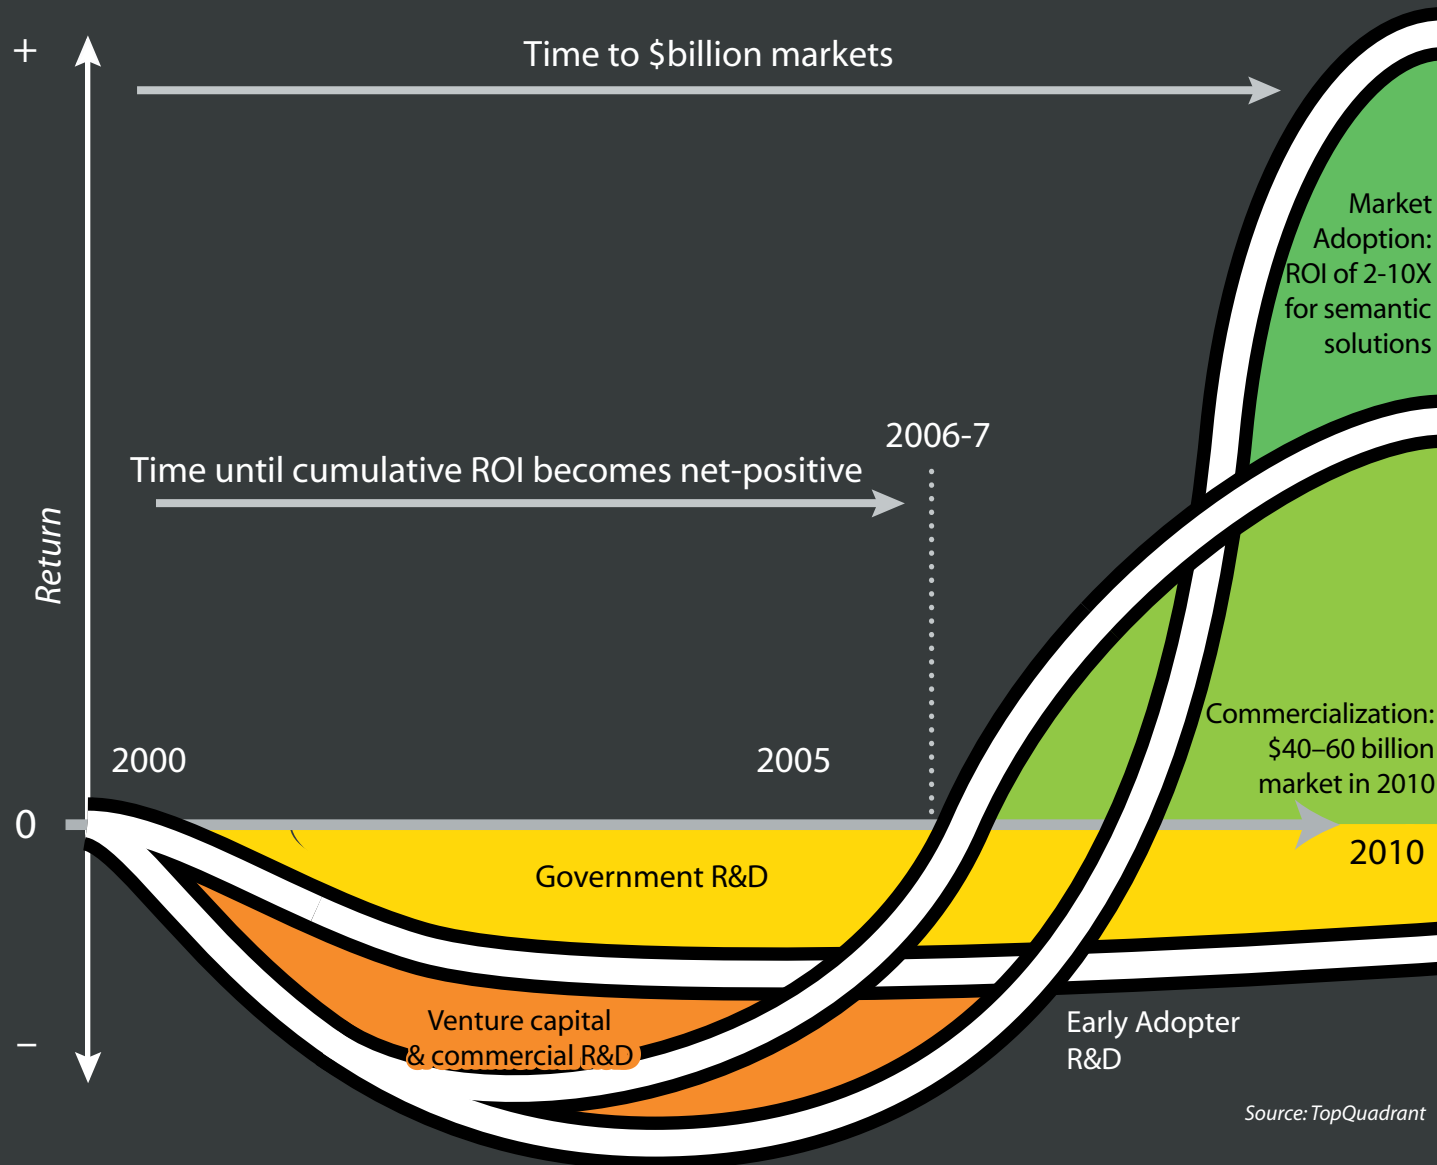 +
Time to $billion markets
Market
Adoption:
ROI of 2-10X
for semantic
solutions
2006-7
Time until cumulative ROI becomes net-positive
Return
2000
2005
Commercialization:
$40–60 billion
market in 2010
0
2010
Government R&D
Venture capital
& commercial R&D
Early Adopter
R&D
–
Source: TopQuadrant